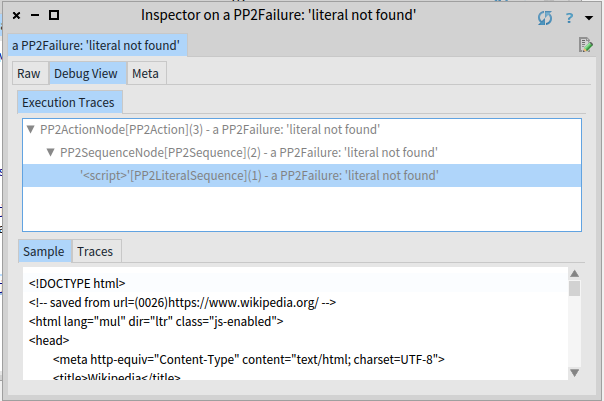 Inspector on a PP2Failure: 'literal not found'
?
a PP2Failure: 'literal not found'
Raw Debug View Meta
Execution Traces
PP2ActionNode[PP2Action](3) - a PP2Failure: 'literal not found'
PP2SequenceNode[PP2Sequence](2) - a PP2Failure: 'literal not found'
'<script>'[PP2LiteralSequence](1) - a PP2Failure: 'literal not found'
Sample Traces
<!DOCTYPE html>
<!-- saved from url=(0026)https://www.wikipedia.org/ -->
<html lang="mul" dir="ltr" class="js-enabled">
<head>
<meta http-equiv="Content-Type" content="text/html; charset=UTF-8">
<title>Wikipedia</title>